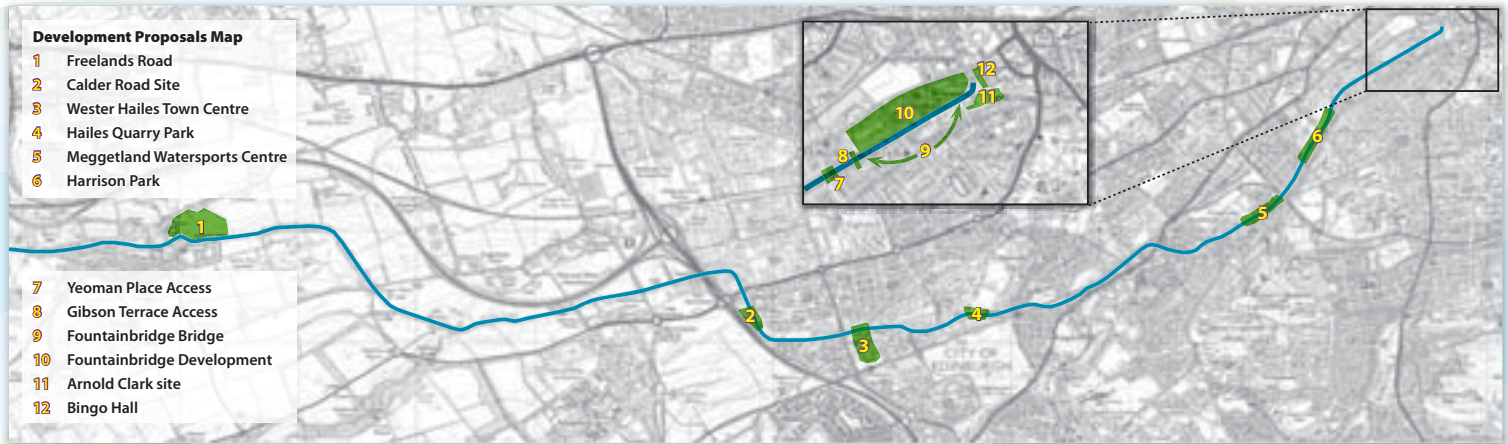 Development Proposals Map
1 Freelands Road
2 Calder Road Site
3 Wester Hailes Town Centre
4 Hailes Quarry Park
5 Meggetland Watersports Centre
6 Harrison Park
7 Yeoman Place Access
8 Gibson Terrace Access
9 Fountainbridge Bridge
10 Fountainbridge Development
11 Arnold Clark site
12 Bingo Hall
12
11
10
9
8
7
6
5
1
2
4
3
CITY OF
EDINBURGH